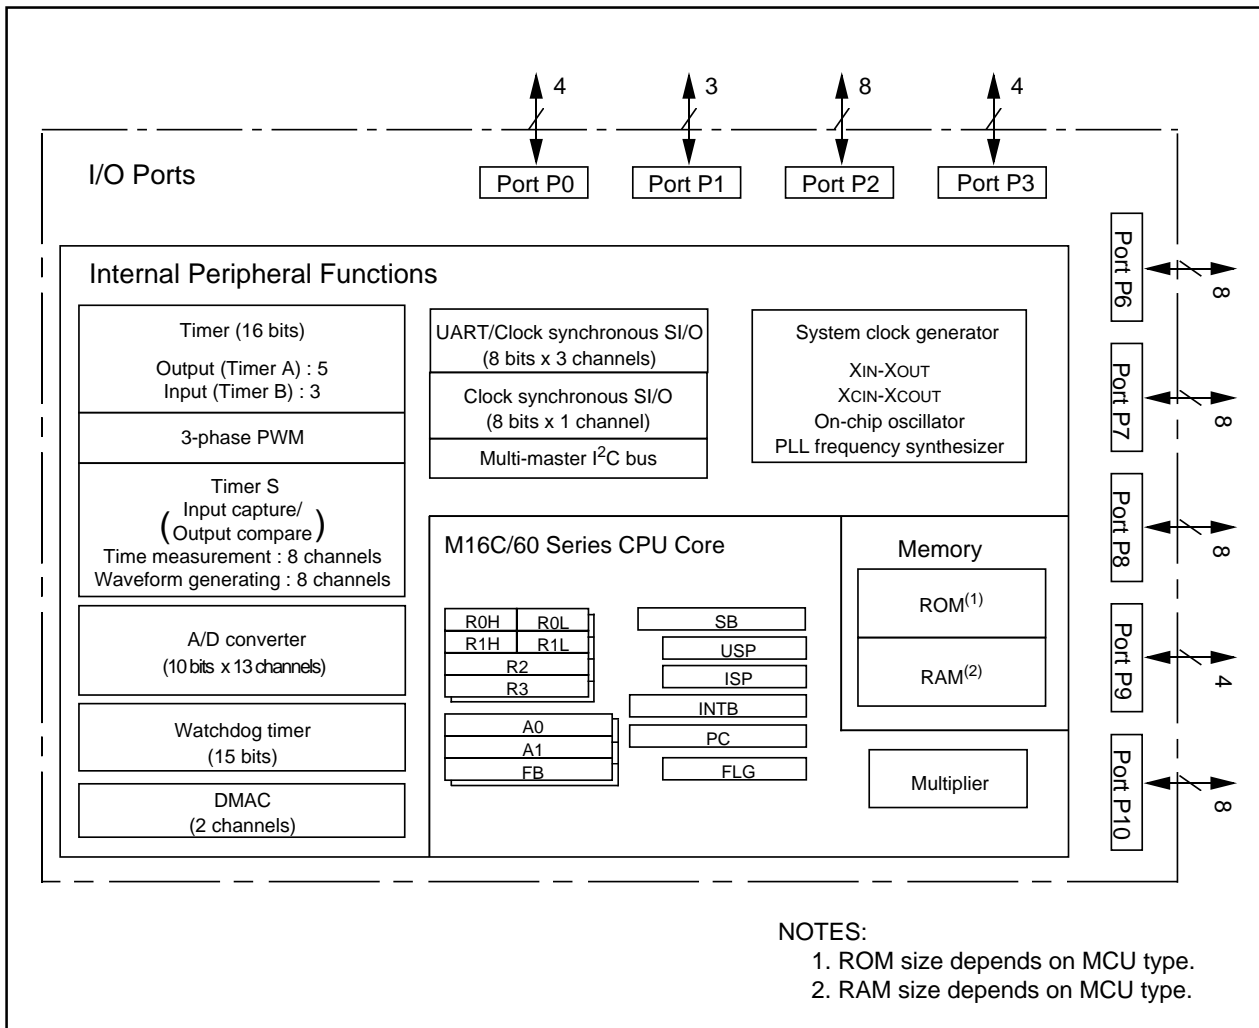 4
3
8
4
I/O Ports
Port P0
Port P1
Port P2
Port P3
Port P6
8
Port P7
8
Port P8
8
Port P9
4
Port P10
8
Internal Peripheral Functions
Timer (16 bits)
Output (Timer A) : 5
Input (Timer B) : 3
3-phase PWM
Timer S
(Input capture/
Output compare)
Time measurement : 8 channels
Waveform generating : 8 channels
A/D converter
(10 bits x 13 channels)
Watchdog timer
(15 bits)
DMAC
(2 channels)
UART/Clock synchronous SI/O
(8 bits x 3 channels)
Clock synchronous SI/O
(8 bits x 1 channel)
Multi-master I²C bus
System clock generator
XIN-XOUT
XCIN-XCOUT
On-chip oscillator
PLL frequency synthesizer
M16C/60 Series CPU Core
R0H
R0L
R1H
R1L
R2
R3
A0
A1
FB
SB
USP
ISP
INTB
PC
FLG
Memory
ROM(1)
RAM(2)
Multiplier
NOTES:
1. ROM size depends on MCU type.
2. RAM size depends on MCU type.